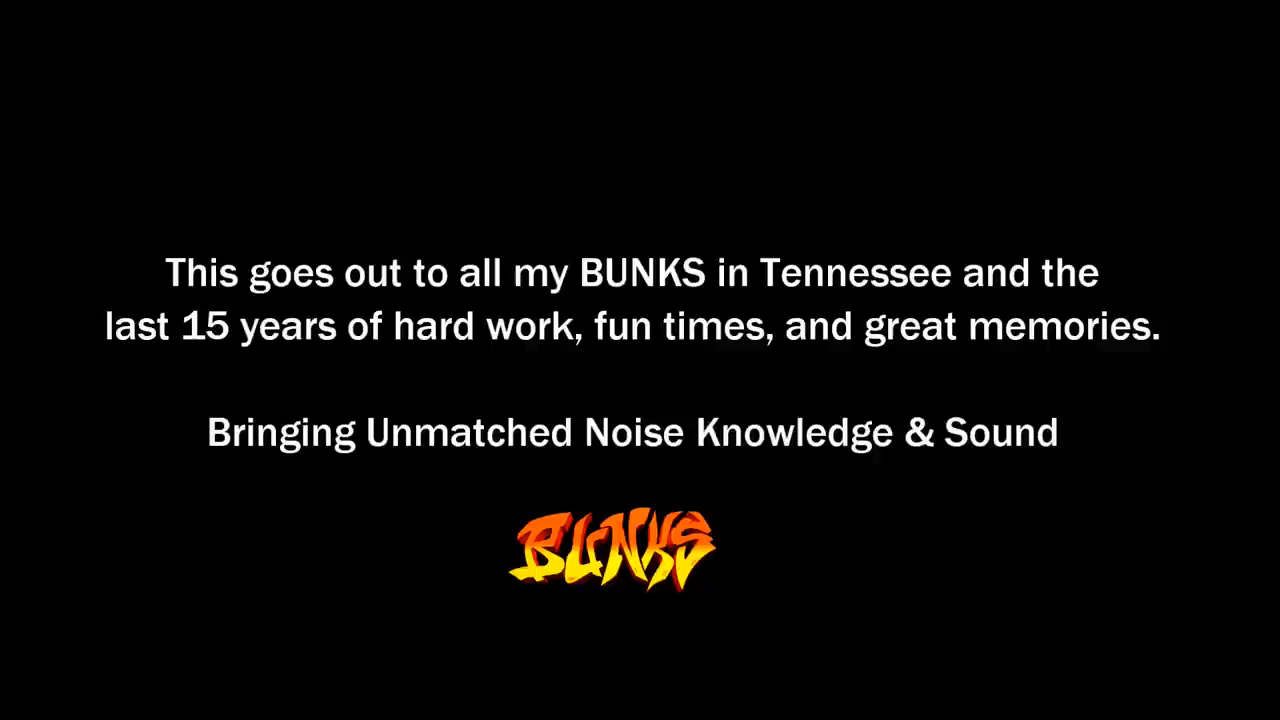 This goes out to all my BUNKS in Tennessee and the
last 15 years of hard work, fun times, and great memories.
Bringing Unmatched Noise Knowledge & Sound
BUNKS